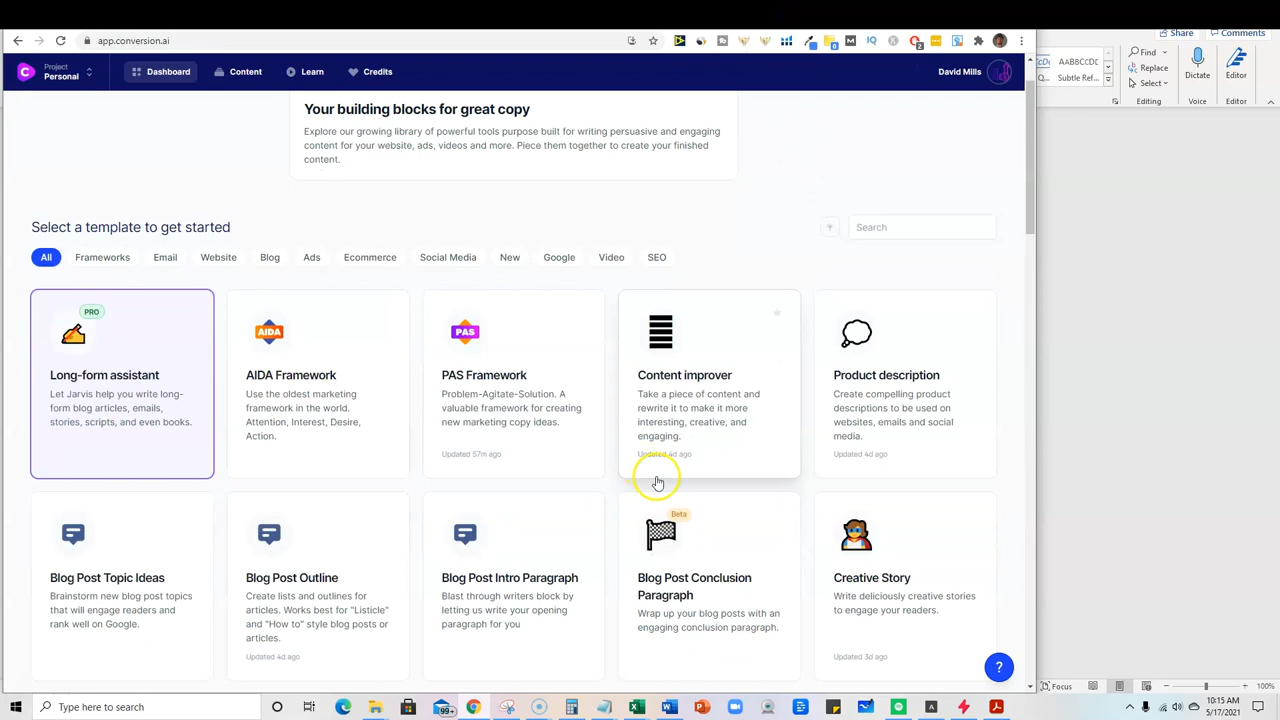 Share
Comments
app.conversion.ai
2
AABBCCC
Find
Replace
Subtle Ref...
Select
Dictate
Editor
Editing
Voice
Editor
Project
Personal
Dashboard
Content
Learn
Credits
David Mills
Your building blocks for great copy
Explore our growing library of powerful tools purpose built for writing persuasive and engaging
content for your website, ads, videos and more. Piece them together to create your finished
content.
Select a template to get started
Search
All
Frameworks
Email
Website
Blog
Ads
Ecommerce
Social Media
New
Google
Video
SEO
PRO
Long-form assistant
Let Jarvis help you write long-
form blog articles, emails,
stories, scripts, and even books.
AIDA
AIDA Framework
Use the oldest marketing
framework in the world.
Attention, Interest, Desire,
Action.
PAS
PAS Framework
Problem-Agitate-Solution. A
valuable framework for creating
new marketing copy ideas.
Updated 57m ago
Content improver
Take a piece of content and
rewrite it to make it more
interesting, creative, and
engaging.
Updated 4d ago
Product description
Create compelling product
descriptions to be used on
websites, emails and social
media.
Updated 4d ago
Blog Post Topic Ideas
Brainstorm new blog post topics
that will engage readers and
rank well on Google.
Blog Post Outline
Create lists and outlines for
articles. Works best for "Listicle"
and "How to" style blog posts or
articles.
Updated 4d ago
Blog Post Intro Paragraph
Blast through writers block by
letting us write your opening
paragraph for you
Beta
Blog Post Conclusion
Paragraph
Wrap up your blog posts with an
engaging conclusion paragraph.
Creative Story
Write deliciously creative stories
to engage your readers.
Updated 3d ago
?
Focus
100%
Type here to search
99+
10:15 AM
5/17/2021